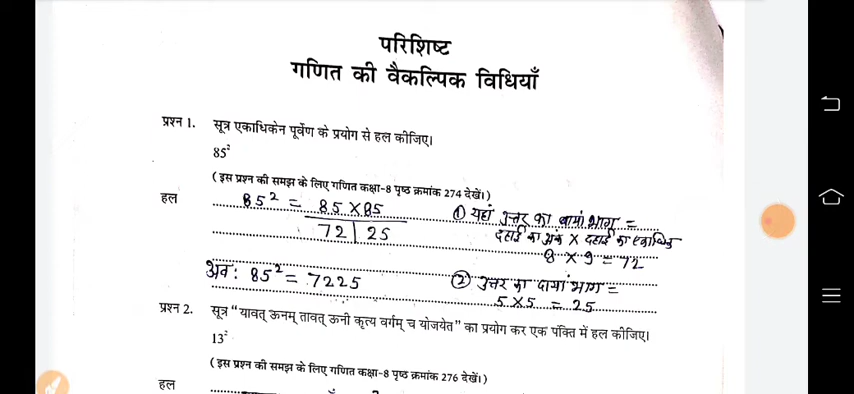 परिशिष्ट
गणित की वैकल्पिक विधियाँ
प्रश्न 1. सूत्र एकाधिकेन पूर्वेण के प्रयोग से हल कीजिए।
85²
(इस प्रश्न की समझ के लिए गणित कक्षा-8 पृष्ठ क्रमांक 274 देखें।)
हल 85² = 85 × 85
72 | 25
अतः 85² = 7225
① यहाँ उत्तर का बायां भाग =
दहाई का अंक × दहाई का एकाधिक
8 × 9 = 72
② उत्तर का दायां भाग =
5 × 5 = 25
प्रश्न 2. सूत्र "यावत् ऊनम् तावत् ऊनी कृत्य वर्गम् च योजयेत" का प्रयोग कर एक पंक्ति में हल कीजिए।
13²
(इस प्रश्न की समझ के लिए गणित कक्षा-8 पृष्ठ क्रमांक 276 देखें।)
हल